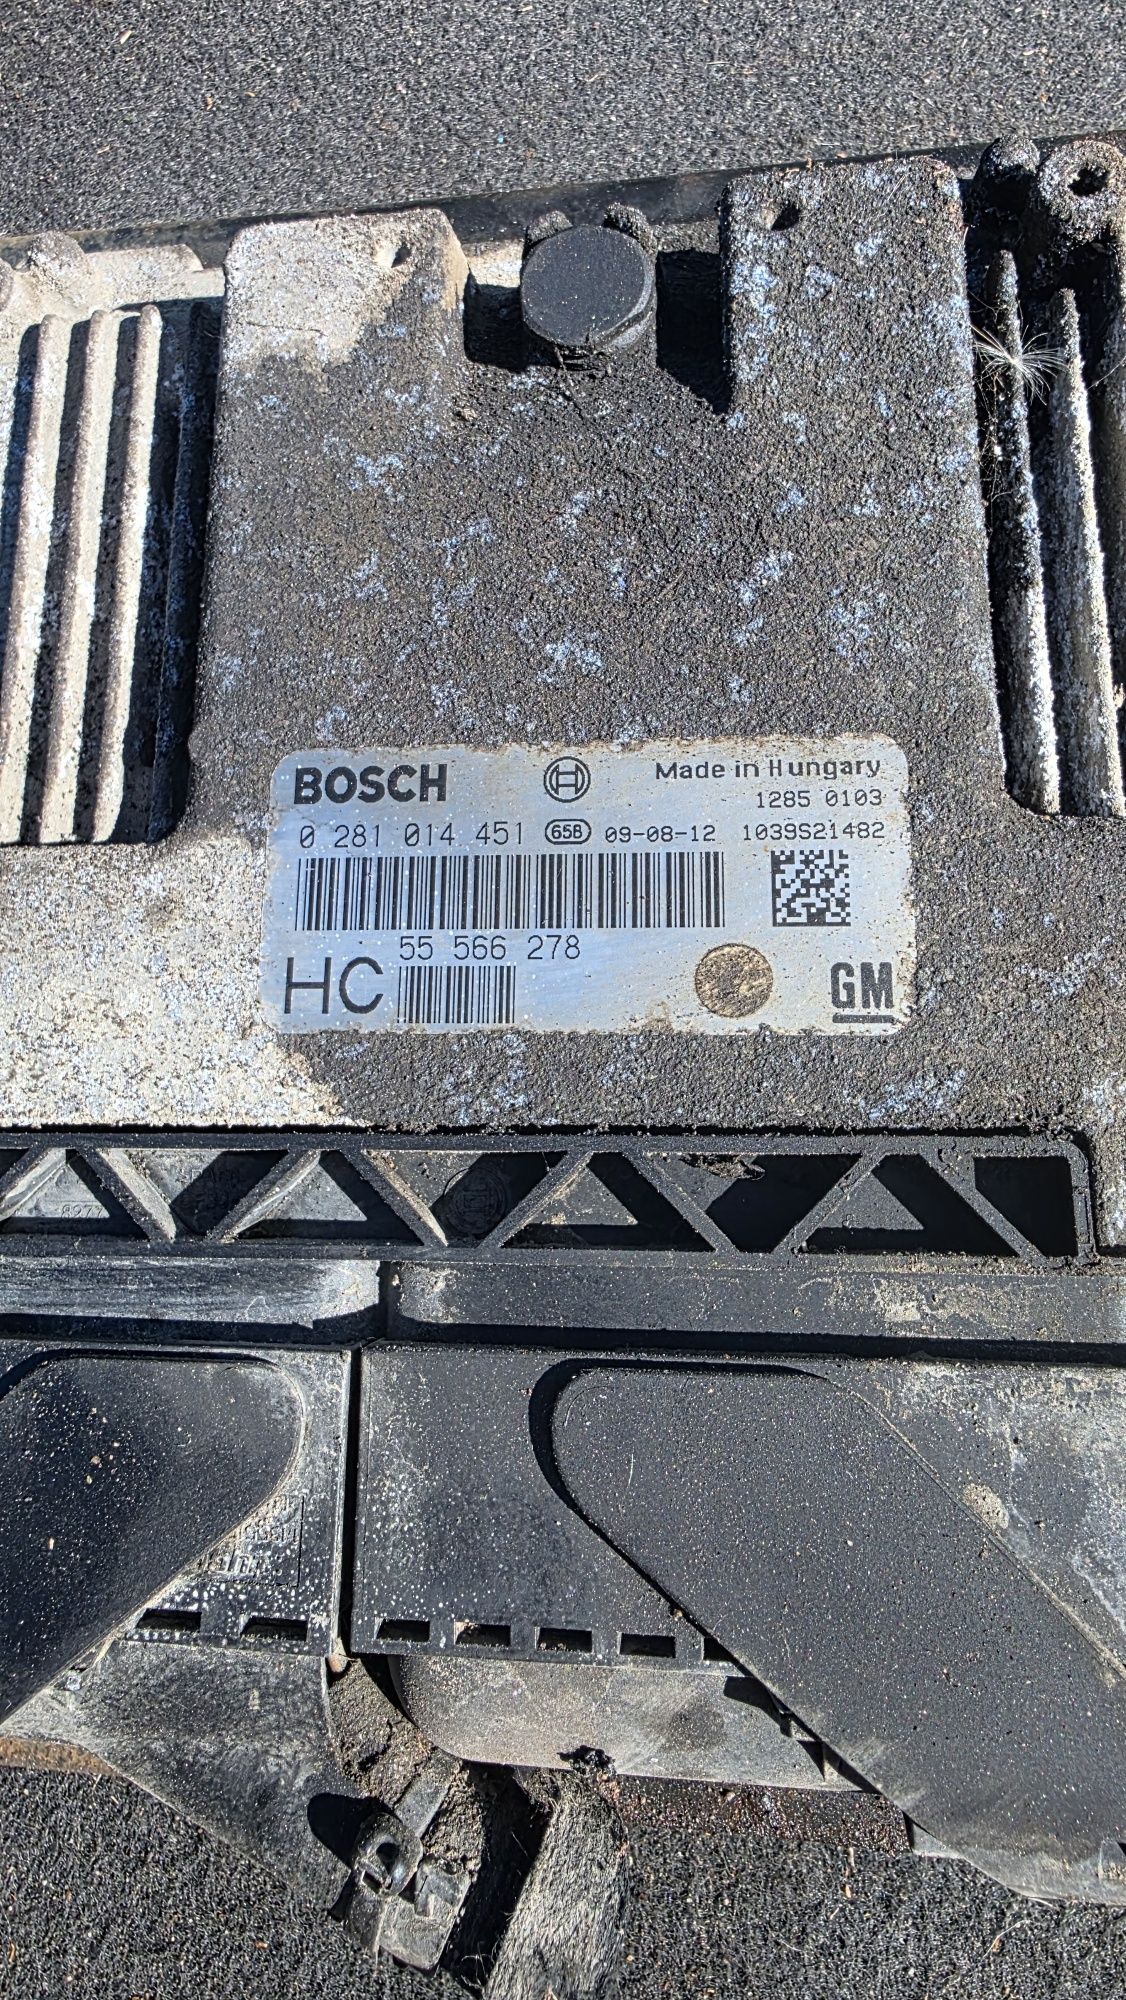 BOSCH Made in Hungary
1285 0103
0 281 014 451 65B 09-08-12 1039S21482
55 566 278
HC
GM